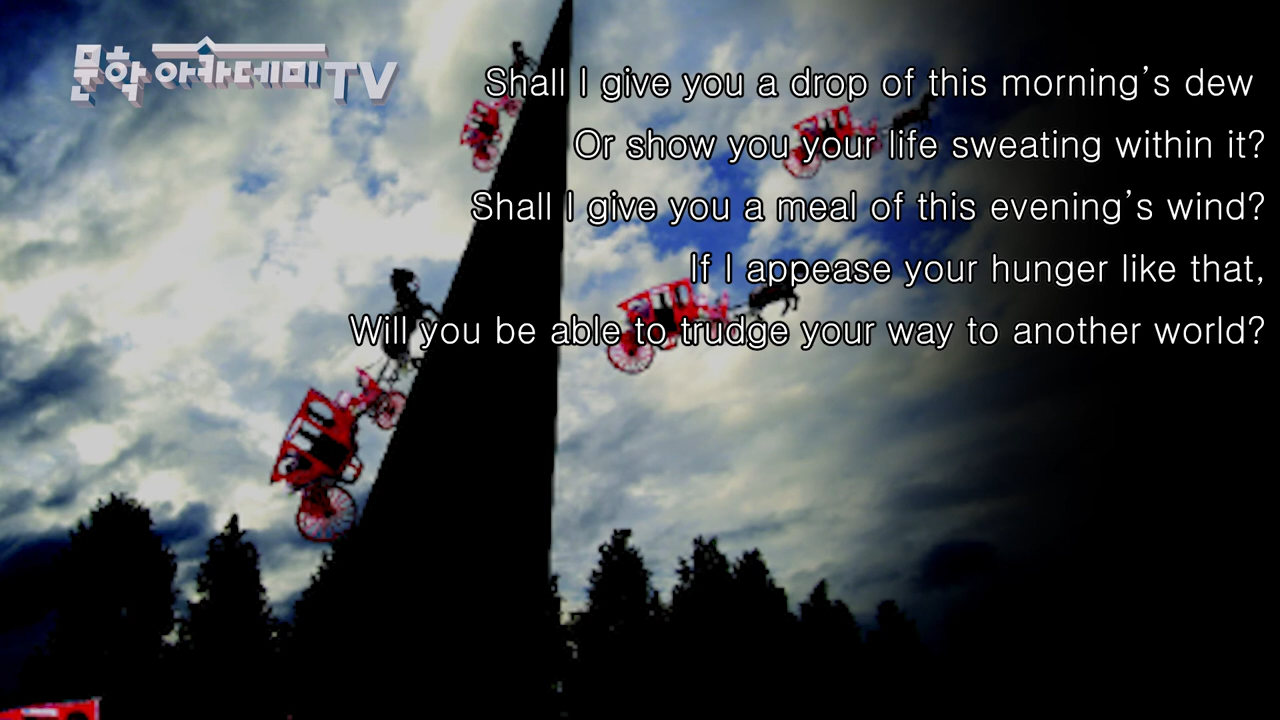 문학 아카데미 TV
Shall I give you a drop of this morning's dew
Or show you your life sweating within it?
Shall I give you a meal of this evening's wind?
If I appease your hunger like that,
Will you be able to trudge your way to another world?